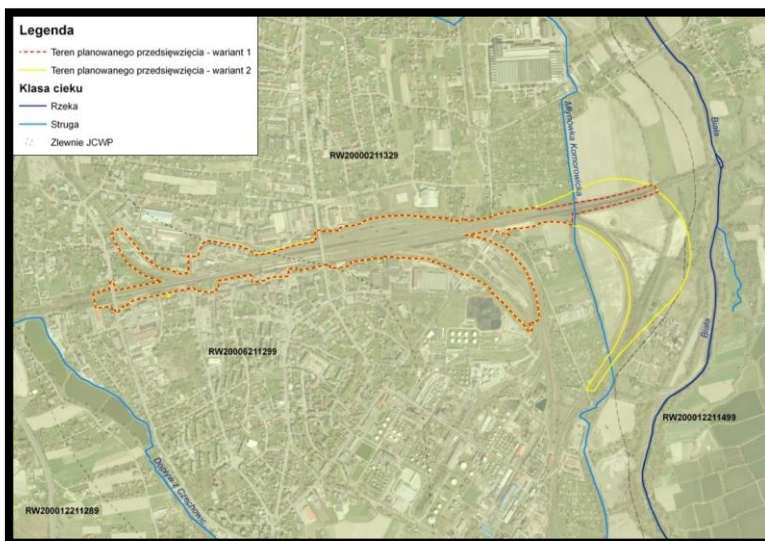 Legenda
Teren planowanego przedsięwzięcia - wariant 1
Teren planowanego przedsięwzięcia - wariant 2
Klasa cieku
Rzeka
Struga
Zlewnie JCWP
RW20000211329
Młynówka Komorowicka
Biała
RW20006211299
Biała
RW200012211499
Dopływ z Czechowic
RW200012211289